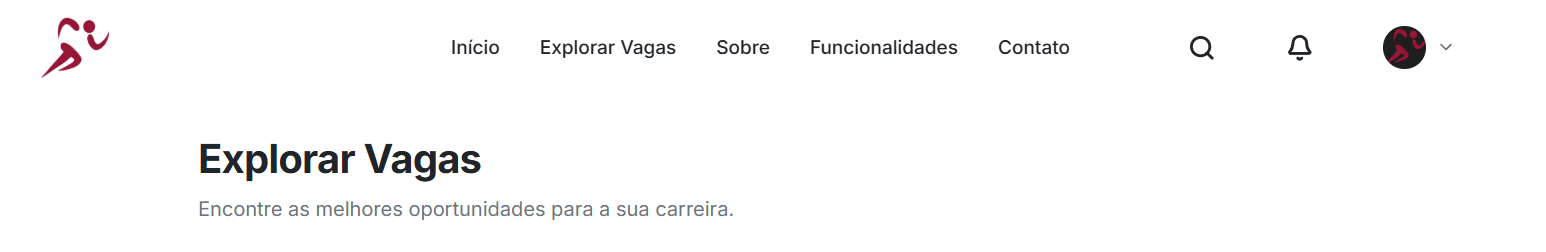 Início Explorar Vagas Sobre Funcionalidades Contato
Explorar Vagas
Encontre as melhores oportunidades para a sua carreira.